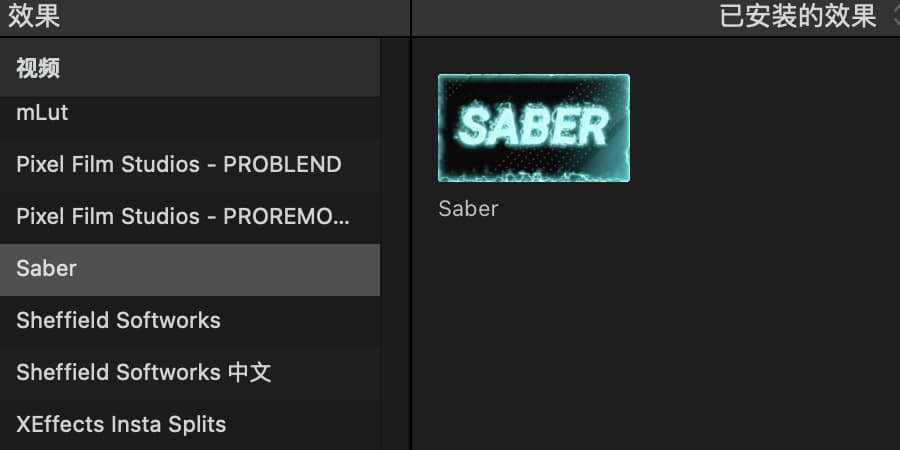 效果
已安装的效果
视频
mLut
Pixel Film Studios - PROBLEND
Pixel Film Studios - PROREMO...
Saber
Sheffield Softworks
Sheffield Softworks 中文
XEffects Insta Splits
SABER
Saber